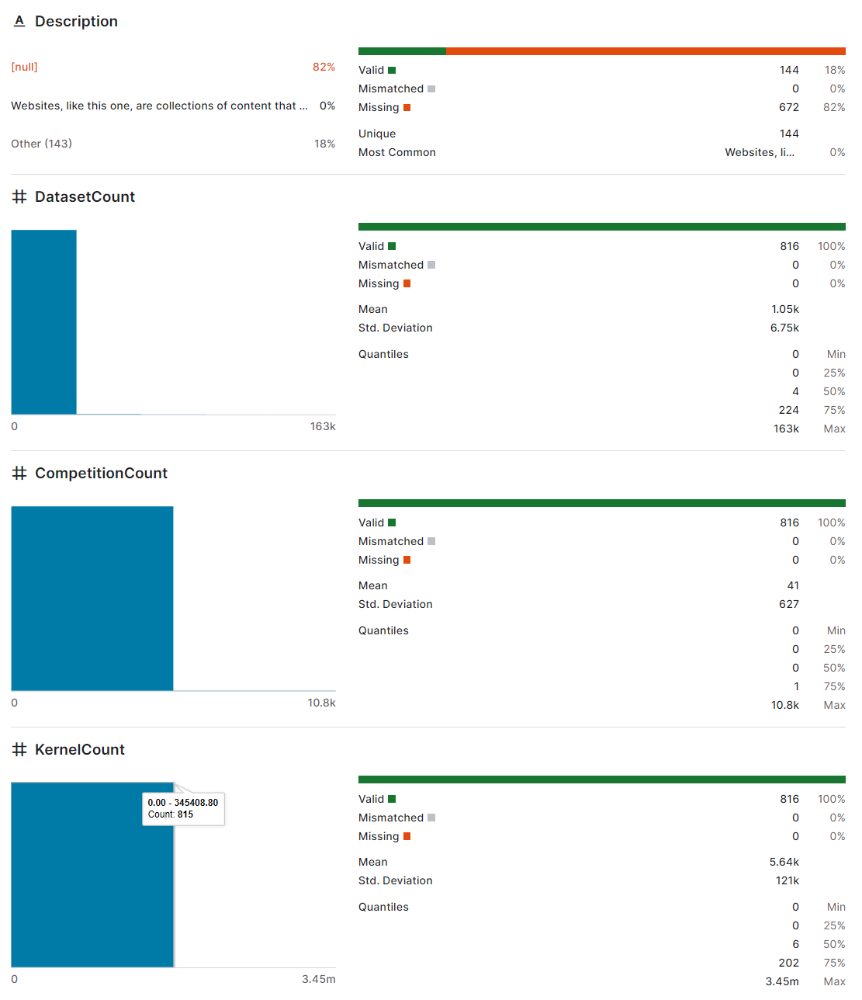 Description
[null] 82%
Websites, like this one, are collections of content that ... 0%
Other (143) 18%
Valid 144 18%
Mismatched 0 0%
Missing 672 82%
Unique 144
Most Common Websites, li... 0%
DatasetCount
0 163k
Valid 816 100%
Mismatched 0 0%
Missing 0 0%
Mean 1.05k
Std. Deviation 6.75k
Quantiles 0 Min
0 25%
4 50%
224 75%
163k Max
CompetitionCount
0 10.8k
Valid 816 100%
Mismatched 0 0%
Missing 0 0%
Mean 41
Std. Deviation 627
Quantiles 0 Min
0 25%
0 50%
1 75%
10.8k Max
KernelCount
0.00 - 345408.80
Count: 815
0 3.45m
Valid 816 100%
Mismatched 0 0%
Missing 0 0%
Mean 5.64k
Std. Deviation 121k
Quantiles 0 Min
0 25%
6 50%
202 75%
3.45m Max